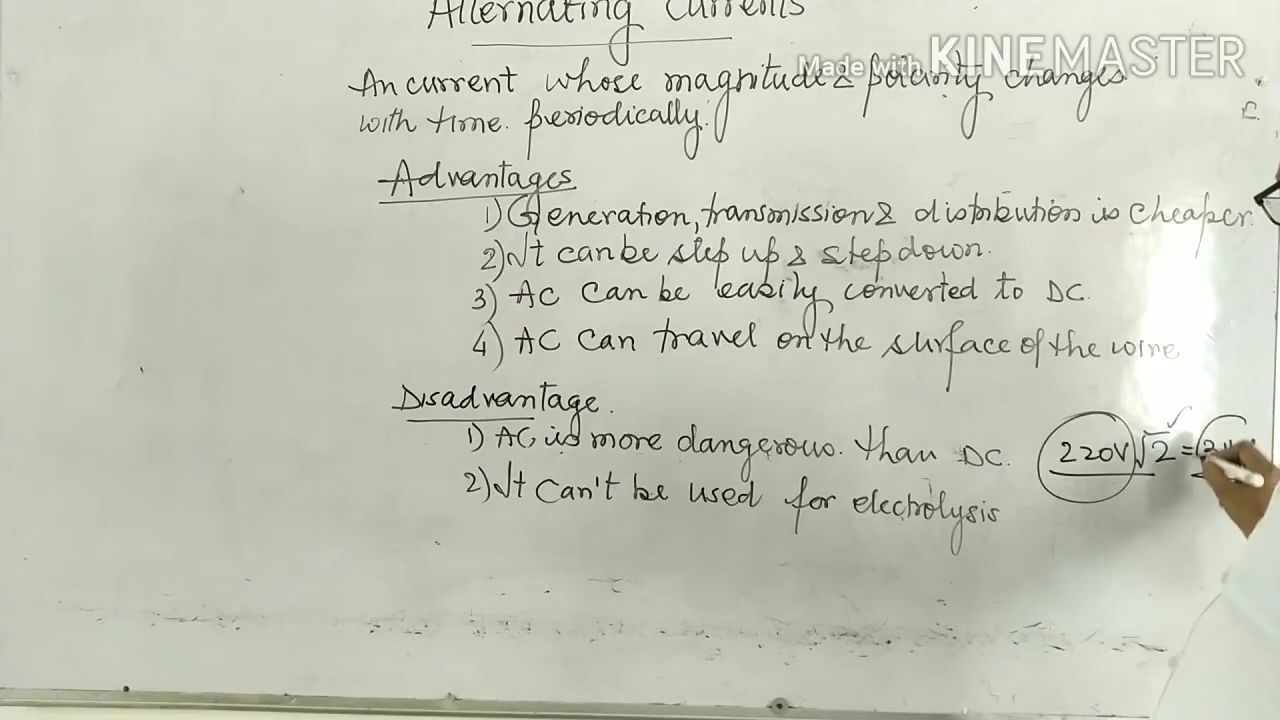 Alternating Currents
Made with KINEMASTER
An current whose magnitude & polarity changes
with time. periodically.
Advantages
1) Generation, transmission & distribution is cheaper.
2) It can be step up & step down.
3) AC can be easily converted to DC.
4) AC can travel on the surface of the wire
Disadvantage.
1) AC is more dangerous. than DC.
220V√2 =
2) It can't be used for electrolysis